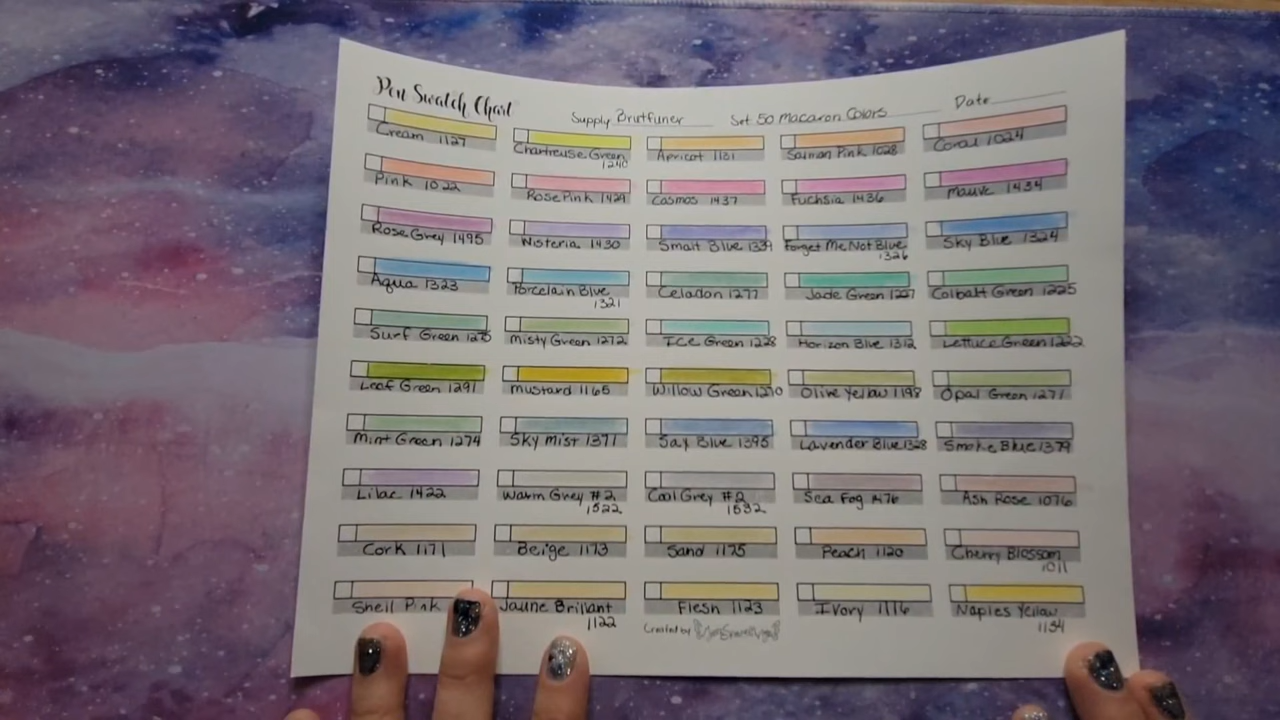 Pen Swatch Chart Supply Brutfuner Set 50 Macaron Colors Date
Cream 1127 Chartreuse Green 1240 Apricot 1131 Salmon Pink 1028 Coral 1024
Pink 1022 Rose Pink 1429 Cosmos 1437 Fuchsia 1436 Mauve 1434
Rose Grey 1495 Wisteria 1430 Smalt Blue 1339 Forget Me Not Blue 1326 Sky Blue 1324
Aqua 1323 Porcelain Blue 1321 Celadon 1277 Jade Green 1227 Colbalt Green 1225
Surf Green 1275 Misty Green 1272 Ice Green 1228 Horizon Blue 1312 Lettuce Green 1222
Leaf Green 1291 Mustard 1165 Willow Green 1270 Olive Yellow 1198 Opal Green 1271
Mint Green 1274 Sky Mist 1371 Sax Blue 1395 Lavender Blue 1328 Smoke Blue 1379
Lilac 1422 Warm Grey #2 1522 Cool Grey #2 1532 Sea Fog 1476 Ash Rose 1076
Cork 1171 Beige 1173 Sand 1175 Peach 1120 Cherry Blossom 1011
Shell Pink Jaune Brillant 1122 Flesh 1123 Ivory 1116 Naples Yellow 1134
Created by